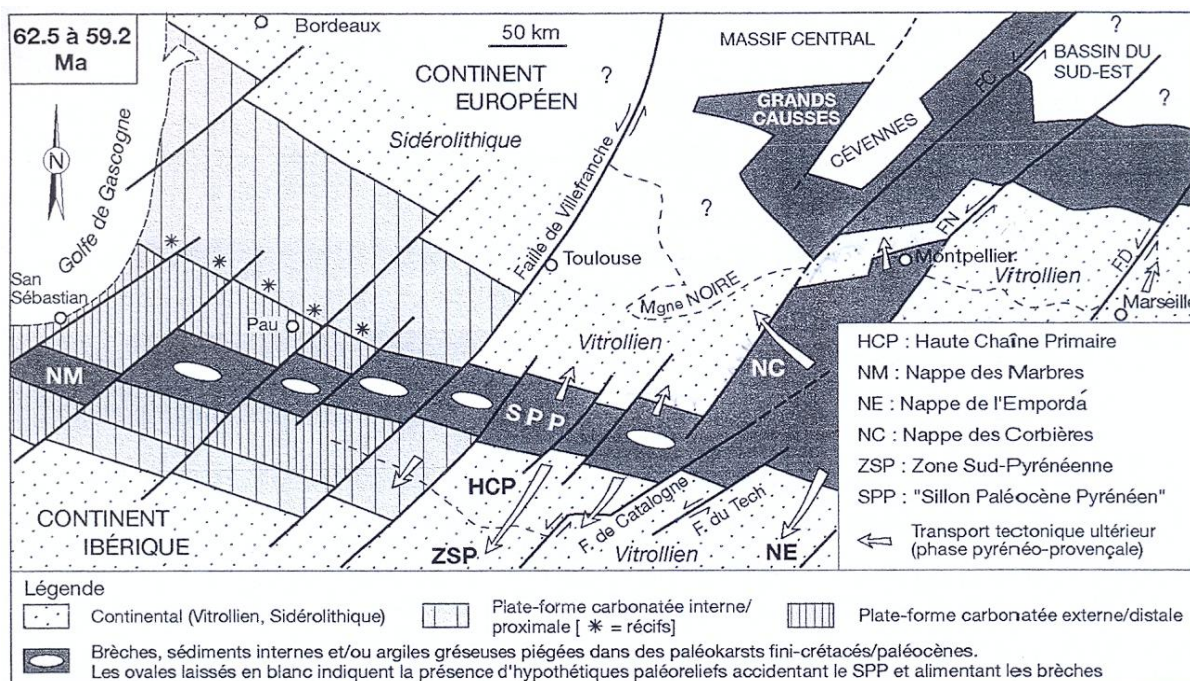 62.5 à 59.2
Ma
Bordeaux
50 km
CONTINENT
EUROPÉEN
Sidérolithique
?
MASSIF CENTRAL
GRANDS
CAUSSES
CÉVENNES
FC
BASSIN DU
SUD-EST
?
?
?
N
Golfe de Gascogne
Faille de Villefranche
Toulouse
FN
Montpellier
Vitrollien
FD
Marseille
Mgne NOIRE
San
Sébastian
Pau
Vitrollien
NC
NM
SPP
HCP
F. de Catalogne
F. du Tech
CONTINENT
IBÉRIQUE
ZSP
Vitrollien
NE
HCP : Haute Chaîne Primaire
NM : Nappe des Marbres
NE : Nappe de l'Empordá
NC : Nappe des Corbières
ZSP : Zone Sud-Pyrénéenne
SPP : "Sillon Paléocène Pyrénéen"
Transport tectonique ultérieur
(phase pyrénéo-provençale)
Légende
Continental (Vitrollien, Sidérolithique)
Plate-forme carbonatée interne/
proximale [ * = récifs]
Plate-forme carbonatée externe/distale
Brèches, sédiments internes et/ou argiles gréseuses piégées dans des paléokarsts fini-crétacés/paléocènes.
Les ovales laissés en blanc indiquent la présence d'hypothétiques paléoreliefs accidentant le SPP et alimentant les brèches